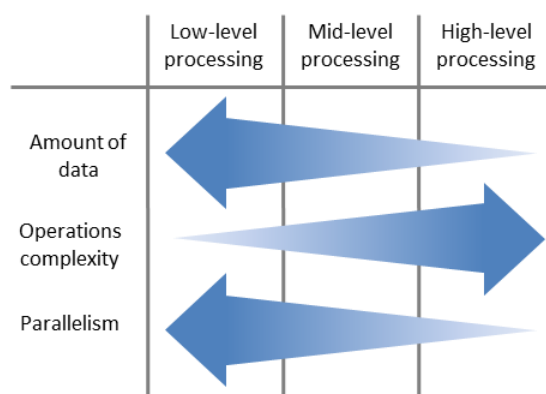 Low-level processing
Mid-level processing
High-level processing
Amount of data
Operations complexity
Parallelism